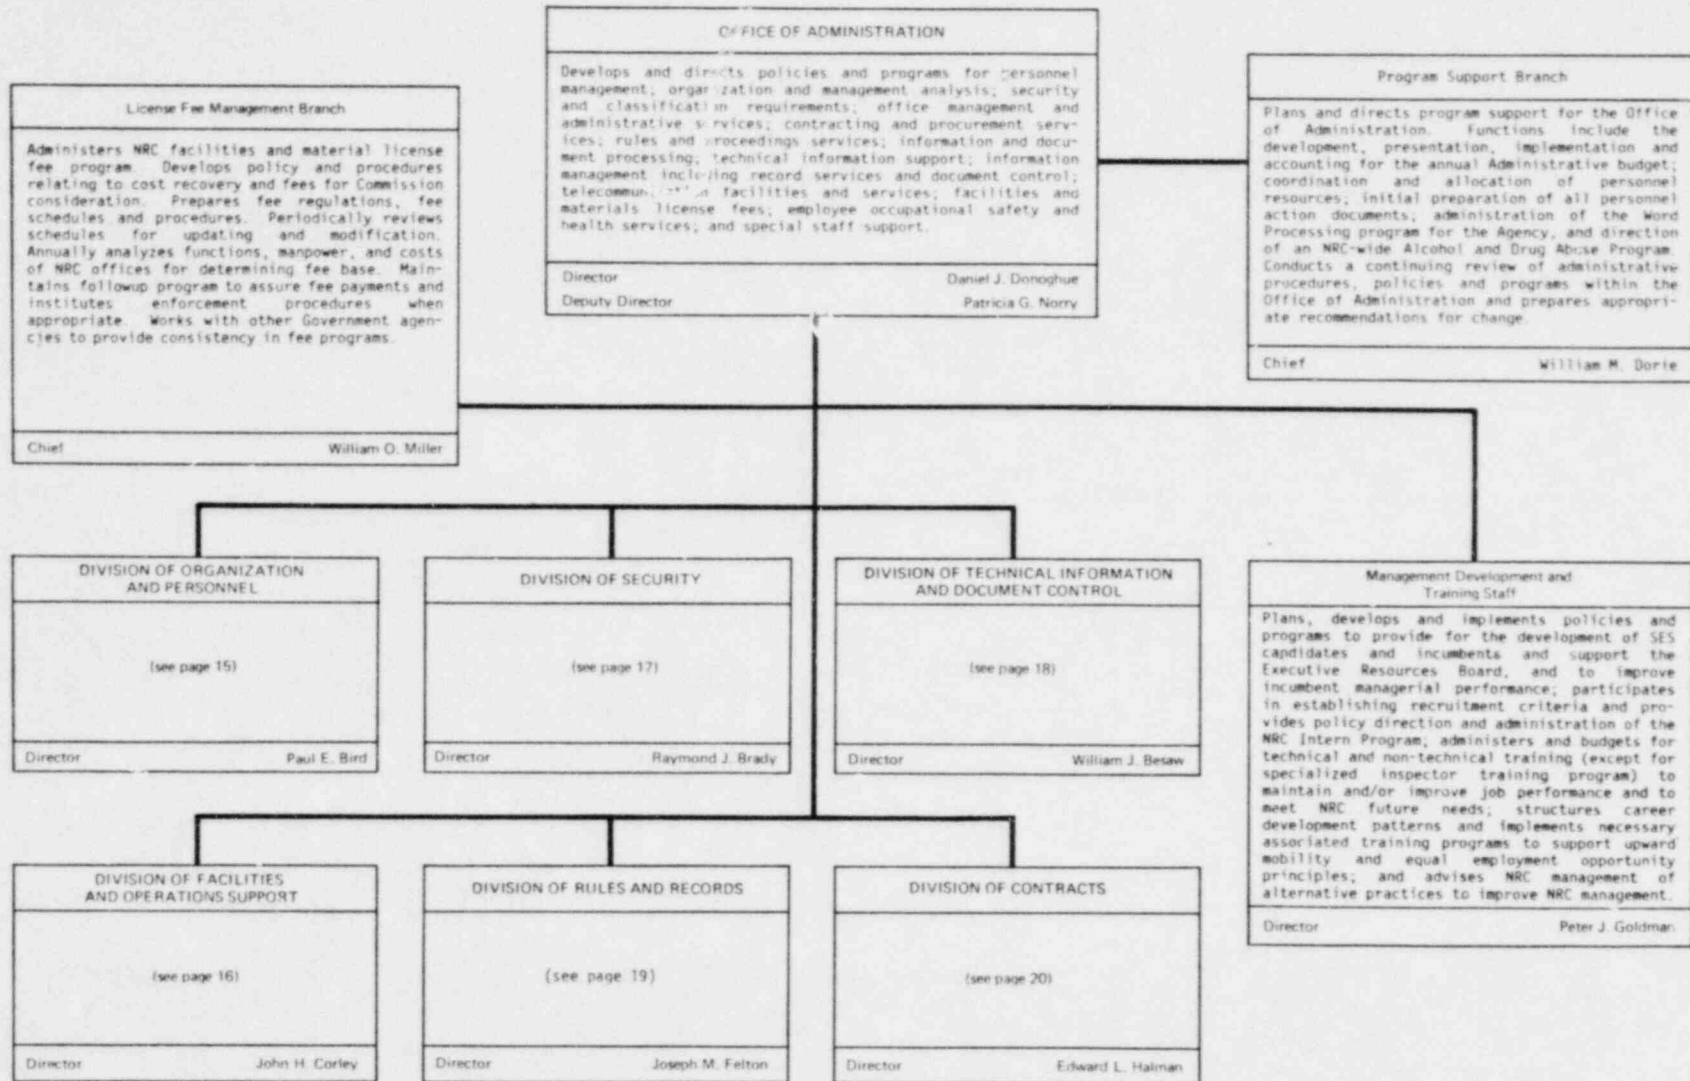 OFFICE OF ADMINISTRATION
Develops and directs policies and programs for personnel
management; organization and management analysis; security
and classification requirements; office management and
administrative services; contracting and procurement serv-
ices; rules and proceedings services; information and docu-
ment processing; technical information support; information
management including record services and document control;
facilities and services; facilities and
materials license fees; employee occupational safety and
health services; and special staff support.
Director Daniel J. Donoghue
Deputy Director Patricia G. Norry
License Fee Management Branch
Administers NRC facilities and material license
fee program. Develops policy and procedures
relating to cost recovery and fees for Commission
consideration. Prepares fee regulations, fee
schedules and procedures. Periodically reviews
schedules for updating and modification.
Annually analyzes functions, manpower, and costs
of NRC offices for determining fee base. Main-
tains followup program to assure fee payments and
institutes enforcement procedures when
appropriate. Works with other Government agen-
cies to provide consistency in fee programs.
Chief William O. Miller
Program Support Branch
Plans and directs program support for the Office
of Administration. Functions include the
development, presentation, implementation and
accounting for the annual Administrative budget;
coordination and allocation of personnel
resources; initial preparation of all personnel
action documents; administration of the Word
Processing program for the Agency, and direction
of an NRC-wide Alcohol and Drug Abuse Program.
Conducts a continuing review of administrative
procedures, policies and programs within the
Office of Administration and prepares appropri-
ate recommendations for change.
Chief William M. Dorie
DIVISION OF ORGANIZATION
AND PERSONNEL
(see page 15)
Director Paul E. Bird
DIVISION OF SECURITY
(see page 17)
Director Raymond J. Brady
DIVISION OF TECHNICAL INFORMATION
AND DOCUMENT CONTROL
(see page 18)
Director William J. Besaw
Management Development and
Training Staff
Plans, develops and implements policies and
programs to provide for the development of SES
candidates and incumbents and support the
Executive Resources Board, and to improve
incumbent managerial performance; participates
in establishing recruitment criteria and pro-
vides policy direction and administration of the
NRC Intern Program; administers and budgets for
technical and non-technical training (except for
specialized inspector training program) to
maintain and/or improve job performance and to
meet NRC future needs; structures career
development patterns and implements necessary
associated training programs to support upward
mobility and equal employment opportunity
principles; and advises NRC management of
alternative practices to improve NRC management.
Director Peter J. Goldman
DIVISION OF FACILITIES
AND OPERATIONS SUPPORT
(see page 16)
Director John H. Corley
DIVISION OF RULES AND RECORDS
(see page 19)
Director Joseph M. Felton
DIVISION OF CONTRACTS
(see page 20)
Director Edward L. Halman